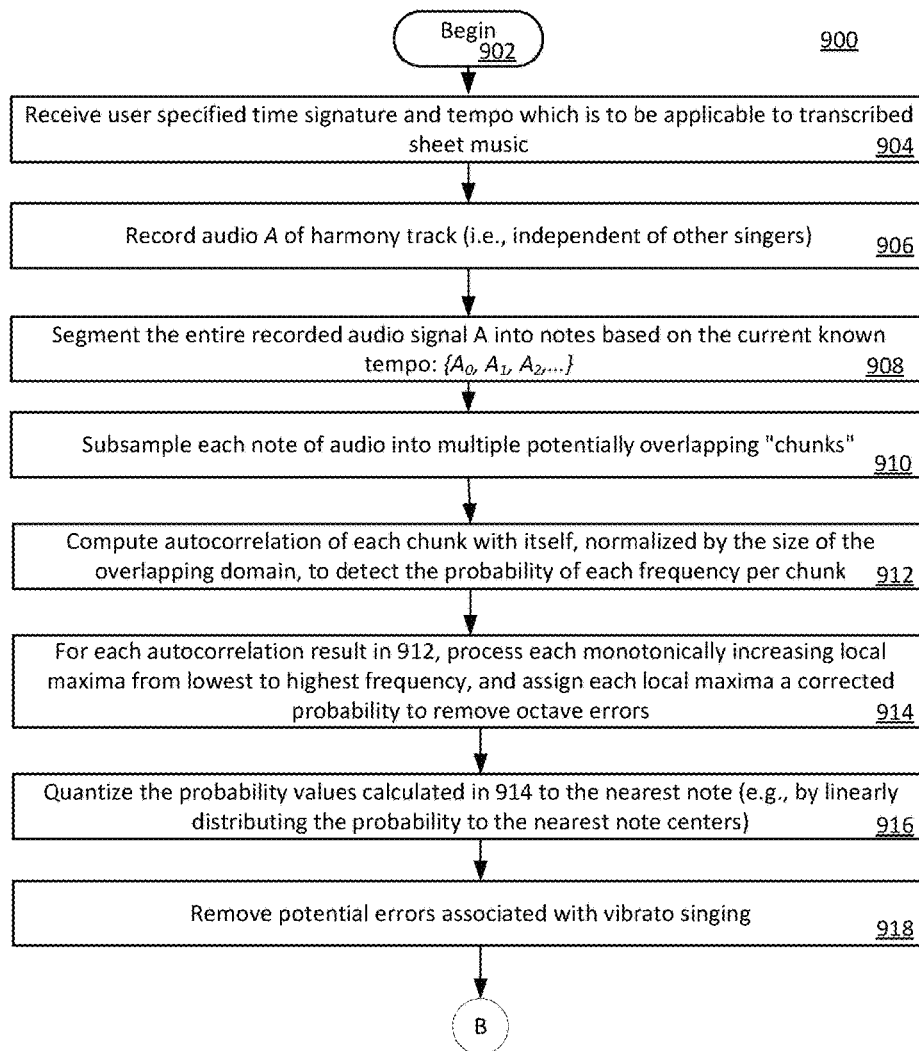 Begin
902
900
Receive user specified time signature and tempo which is to be applicable to transcribed
sheet music
904
Record audio A of harmony track (i.e., independent of other singers)
906
Segment the entire recorded audio signal A into notes based on the current known
tempo: {A0, A1, A2,...}
908
Subsample each note of audio into multiple potentially overlapping "chunks"
910
Compute autocorrelation of each chunk with itself, normalized by the size of the
overlapping domain, to detect the probability of each frequency per chunk
912
For each autocorrelation result in 912, process each monotonically increasing local
maxima from lowest to highest frequency, and assign each local maxima a corrected
probability to remove octave errors
914
Quantize the probability values calculated in 914 to the nearest note (e.g., by linearly
distributing the probability to the nearest note centers)
916
Remove potential errors associated with vibrato singing
918
B